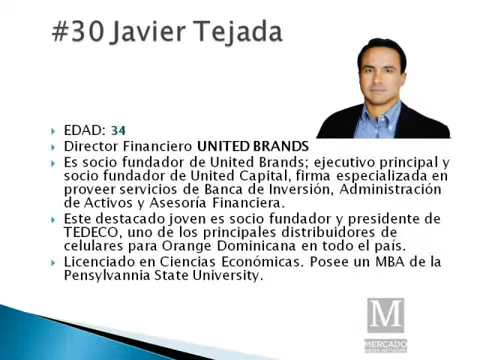 #30 Javier Tejada
EDAD: 34
Director Financiero UNITED BRANDS
Es socio fundador de United Brands; ejecutivo principal y
socio fundador de United Capital, firma especializada en
proveer servicios de Banca de Inversión, Administración
de Activos y Asesoría Financiera.
Este destacado joven es socio fundador y presidente de
TEDECO, uno de los principales distribuidores de
celulares para Orange Dominicana en todo el país.
Licenciado en Ciencias Económicas. Posee un MBA de la
Pensylvannia State University.
M
MERCADO